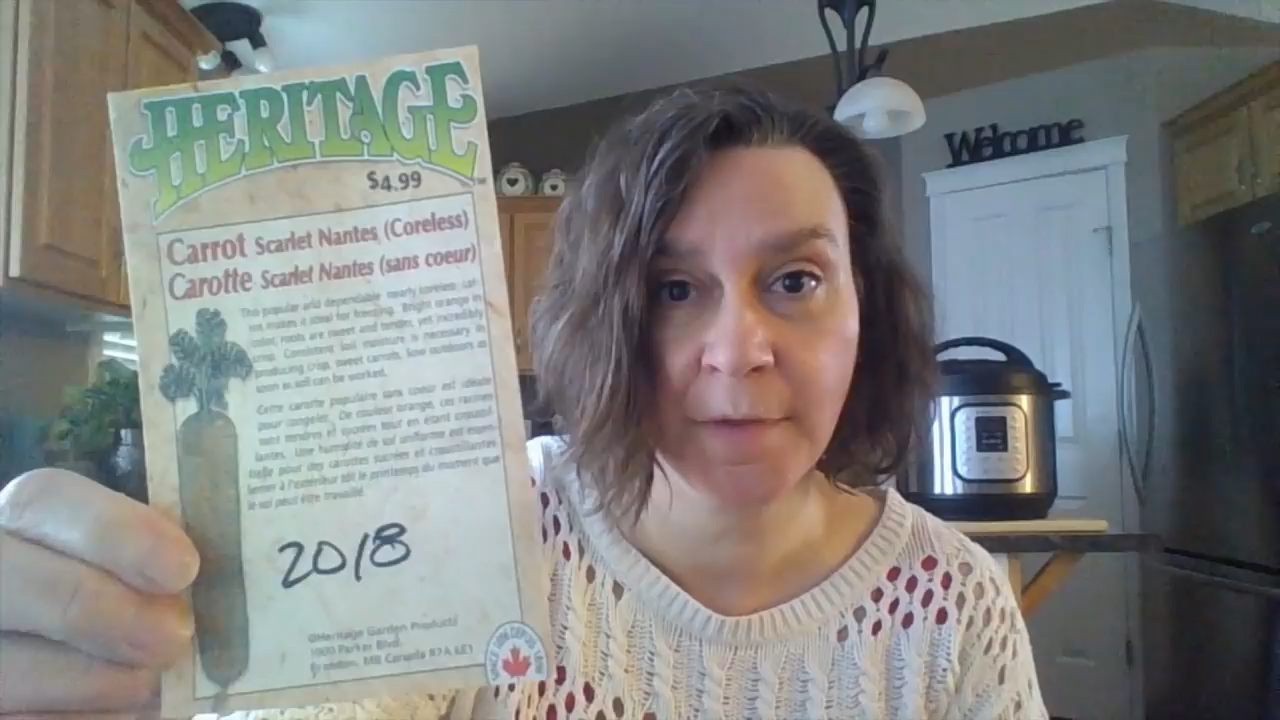 HERITAGE
$4.99
Carrot Scarlet Nantes (Coreless)
Carotte Scarlet Nantes (sans coeur)
This popular and dependable nearly coreless car-
rot makes it ideal for freezing. Bright orange in
color, roots are sweet and tender, yet incredibly
crisp. Consistent soil moisture is necessary in
producing crisp, sweet carrots. Sow outdoors as
soon as soil can be worked.
Cette carotte populaire sans coeur est idéale
pour congeler. De couleur orange, ces racines
sont tendres et sucrées tout en étant
Une humidité de sol uniforme est essen-
tielle pour des carottes sucrées et croustillantes.
Semer à l'extérieur tôt le printemps du moment que
le sol peut être travaillé.
2018
©Heritage Garden Products
Parker Blvd.
Brandon, MB Canada R7A 6E1
Welcome